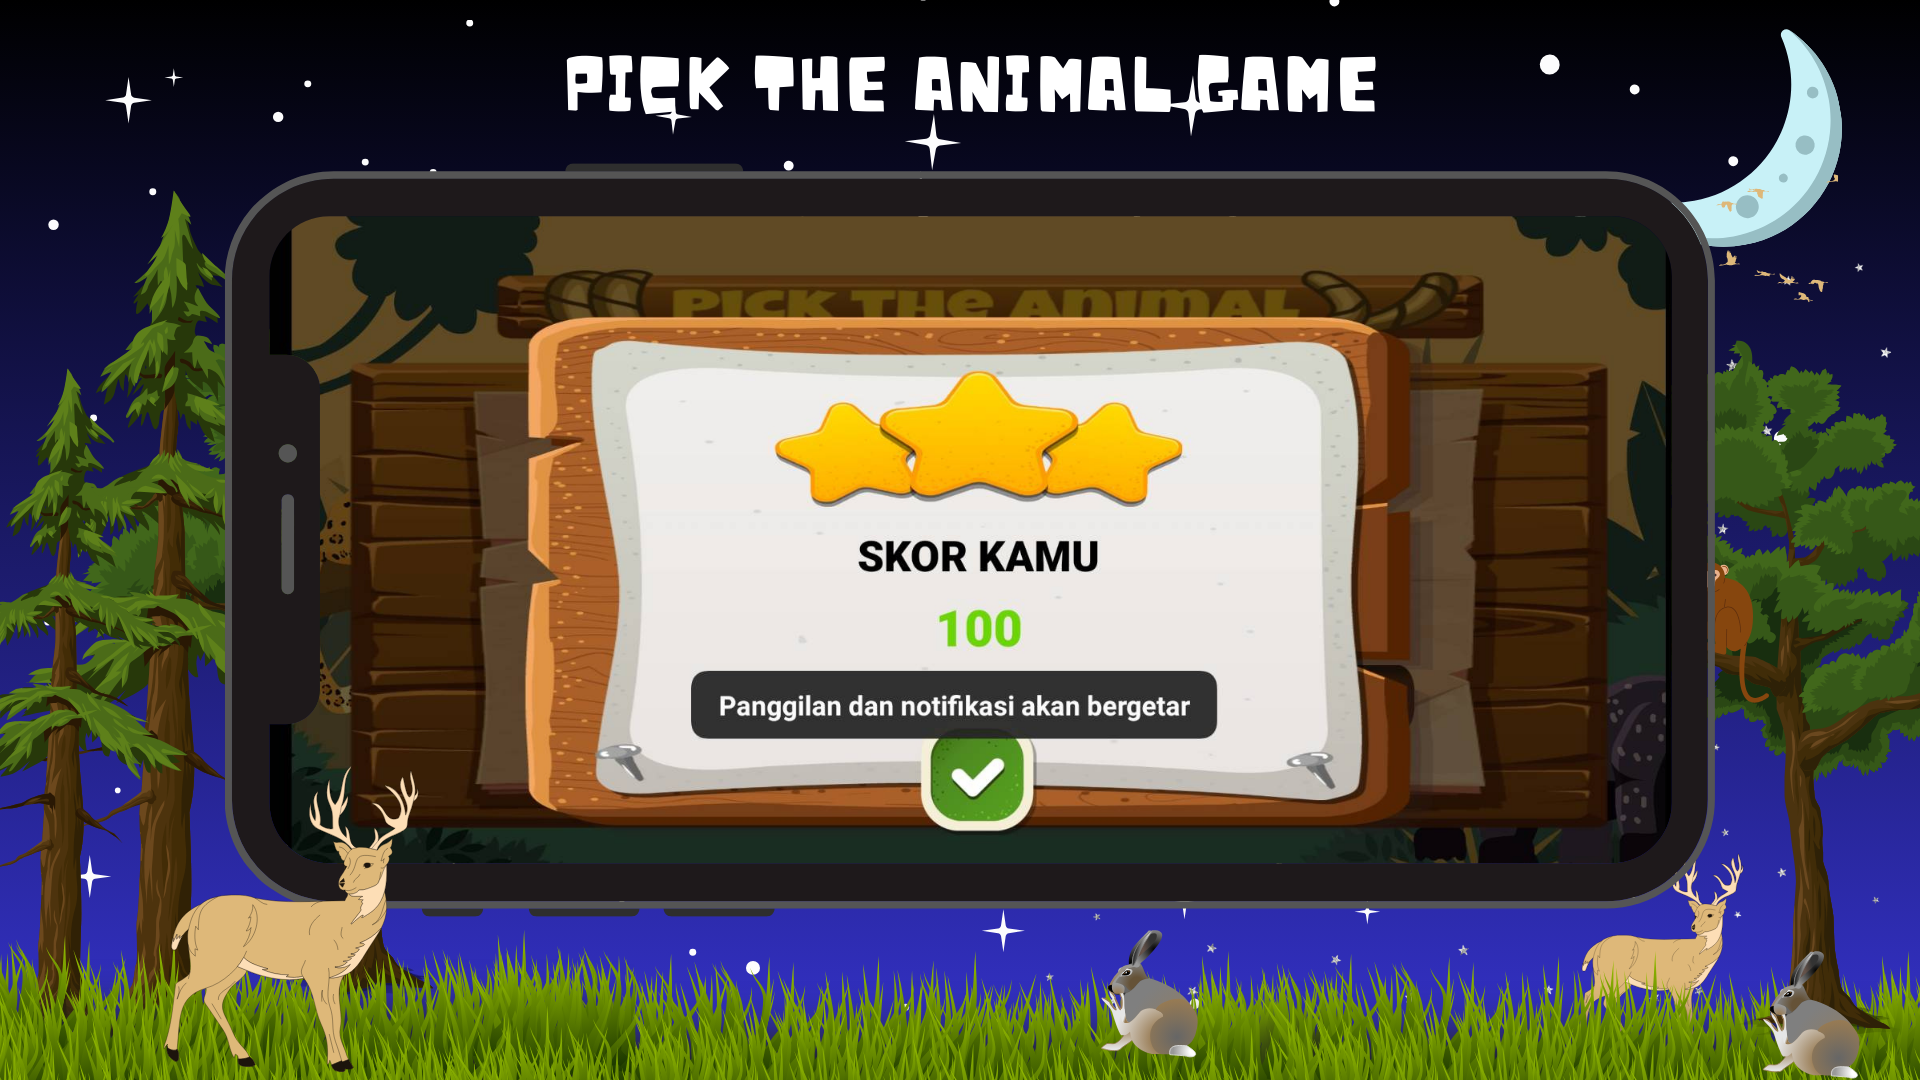 PICK THE ANIMAL GAME
PICK THE ANIMAL
SKOR KAMU
100
Panggilan dan notifikasi akan bergetar